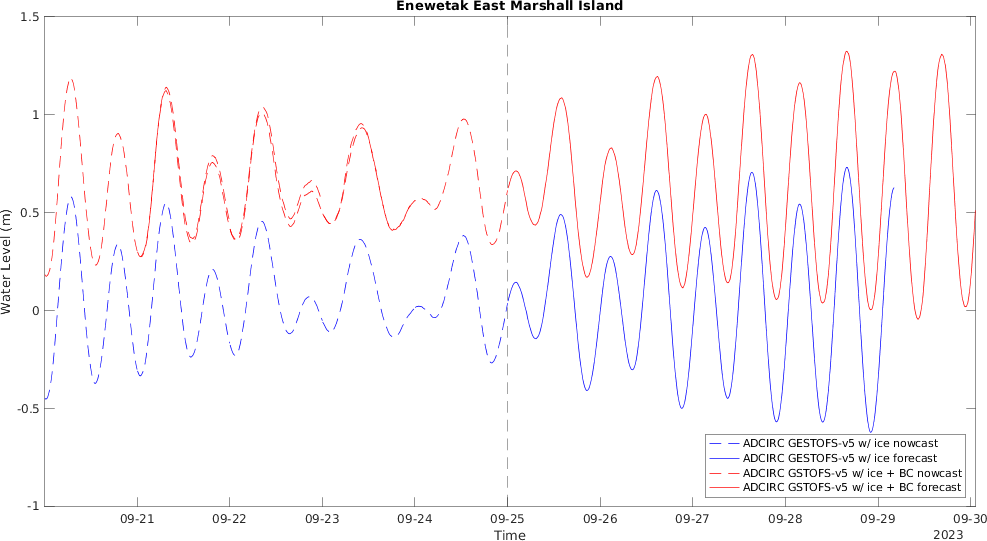 Enewetak East Marshall Island
1.5
1
0.5
0
-0.5
-1
Water Level (m)
09-21 09-22 09-23 09-24 09-25 09-26 09-27 09-28 09-29 09-30
Time
2023
ADCIRC GESTOFS-v5 w/ ice nowcast
ADCIRC GESTOFS-v5 w/ ice forecast
ADCIRC GSTOFS-v5 w/ ice + BC nowcast
ADCIRC GSTOFS-v5 w/ ice + BC forecast